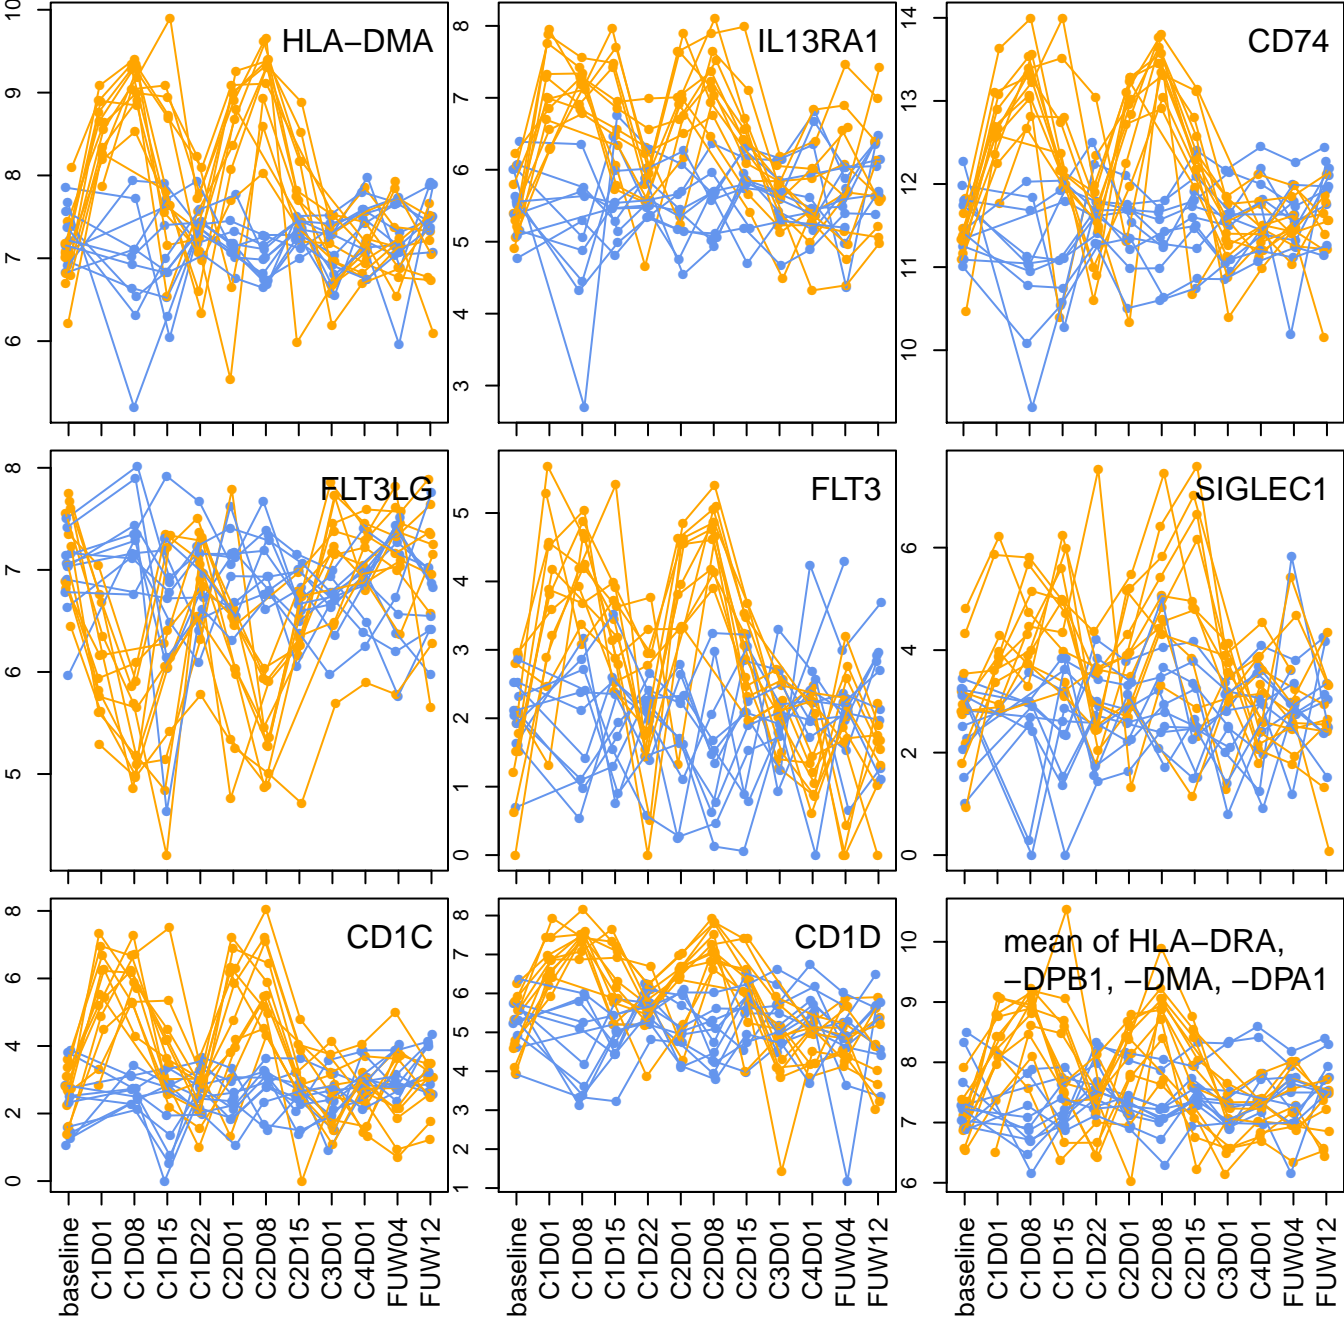 HLA−DMA
6
7
8
9
10
IL13RA1
3
4
5
6
7
8
CD74
10
11
12
13
14
FLT3LG
5
6
7
8
FLT3
0
1
2
3
4
5
SIGLEC1
0
2
4
6
CD1C
0
2
4
6
8
CD1D
1
2
3
4
5
6
7
8
mean of HLA−DRA,
−DPB1, −DMA, −DPA1
6
7
8
9
10
baseline
C1D01
C1D08
C1D15
C1D22
C2D01
C2D08
C2D15
C3D01
C4D01
FUW04
FUW12
baseline
C1D01
C1D08
C1D15
C1D22
C2D01
C2D08
C2D15
C3D01
C4D01
FUW04
FUW12
baseline
C1D01
C1D08
C1D15
C1D22
C2D01
C2D08
C2D15
C3D01
C4D01
FUW04
FUW12